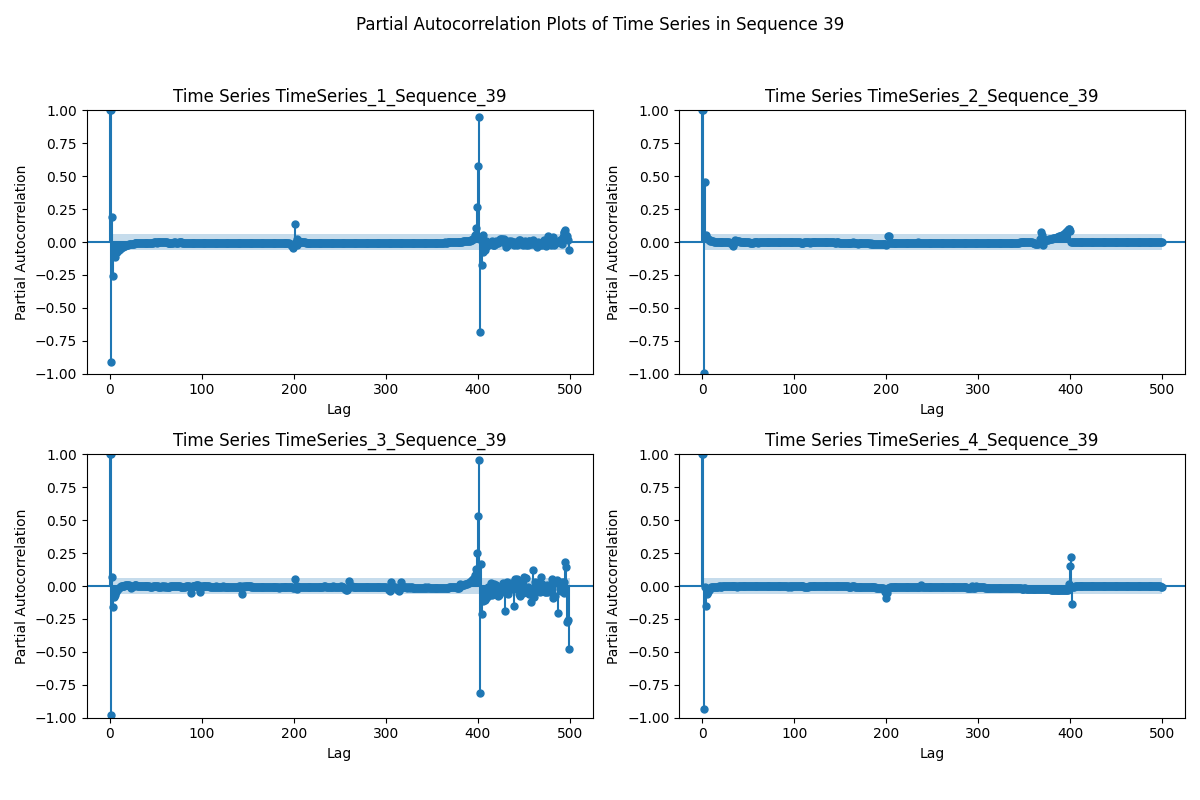 Partial Autocorrelation Plots of Time Series in Sequence 39
Time Series TimeSeries_1_Sequence_39
1.00
0.75
0.50
0.25
0.00
−0.25
−0.50
−0.75
−1.00
Partial Autocorrelation
0 100 200 300 400 500
Lag
Time Series TimeSeries_2_Sequence_39
1.00
0.75
0.50
0.25
0.00
−0.25
−0.50
−0.75
−1.00
Partial Autocorrelation
0 100 200 300 400 500
Lag
Time Series TimeSeries_3_Sequence_39
1.00
0.75
0.50
0.25
0.00
−0.25
−0.50
−0.75
−1.00
Partial Autocorrelation
0 100 200 300 400 500
Lag
Time Series TimeSeries_4_Sequence_39
1.00
0.75
0.50
0.25
0.00
−0.25
−0.50
−0.75
−1.00
Partial Autocorrelation
0 100 200 300 400 500
Lag